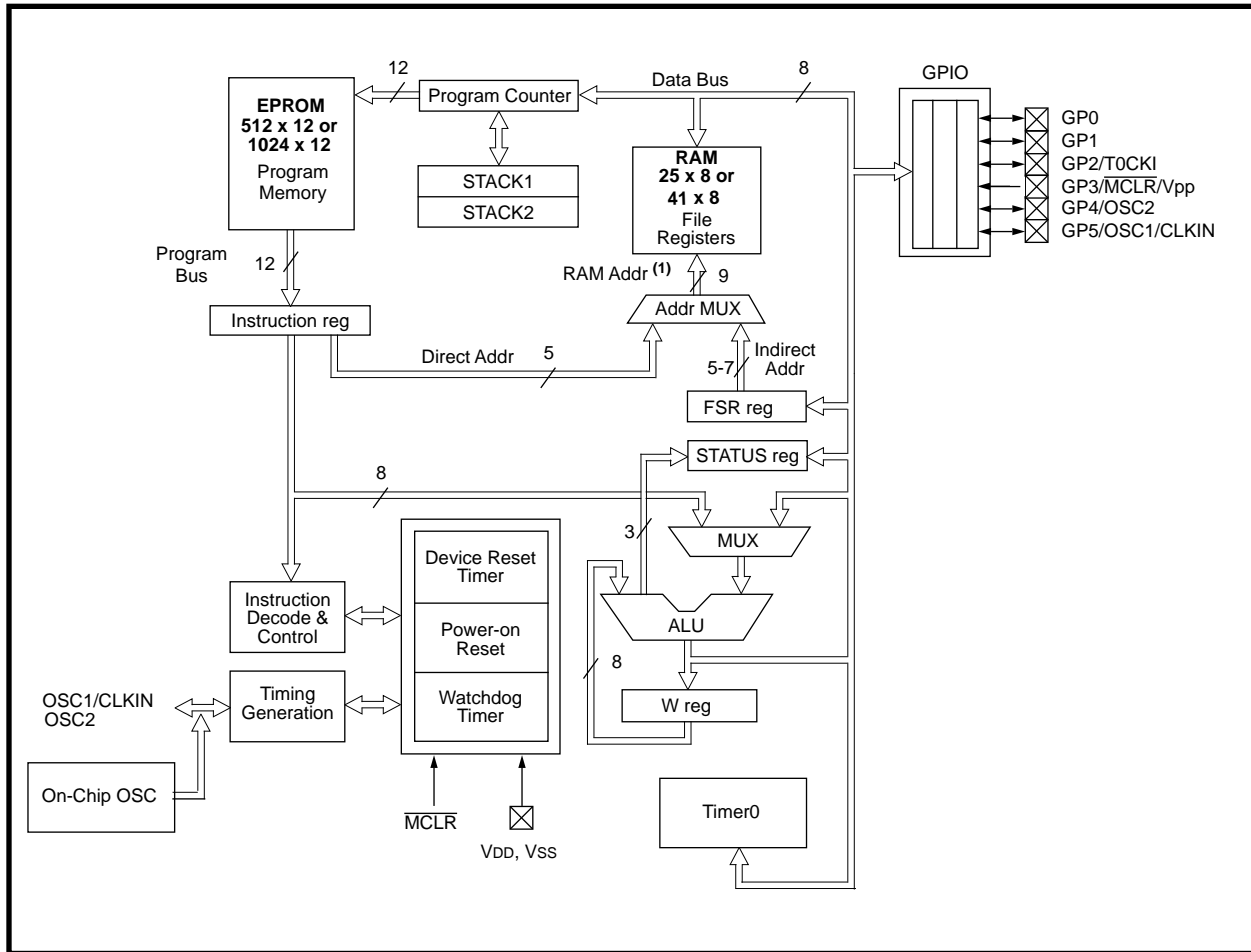 12
Data Bus
8
GPIO
EPROM
512 x 12 or
1024 x 12
Program
Memory
Program Counter
STACK1
STACK2
RAM
25 x 8 or
41 x 8
File
Registers
GP0
GP1
GP2/T0CKI
GP3/MCLR/Vpp
GP4/OSC2
GP5/OSC1/CLKIN
Program
Bus
12
RAM Addr (1)
9
Instruction reg
Addr MUX
Direct Addr
5
5-7
Indirect
Addr
FSR reg
STATUS reg
8
3
MUX
Device Reset
Timer
Instruction
Decode &
Control
Power-on
Reset
ALU
8
OSC1/CLKIN
OSC2
Timing
Generation
Watchdog
Timer
W reg
On-Chip OSC
Timer0
MCLR
VDD, VSS